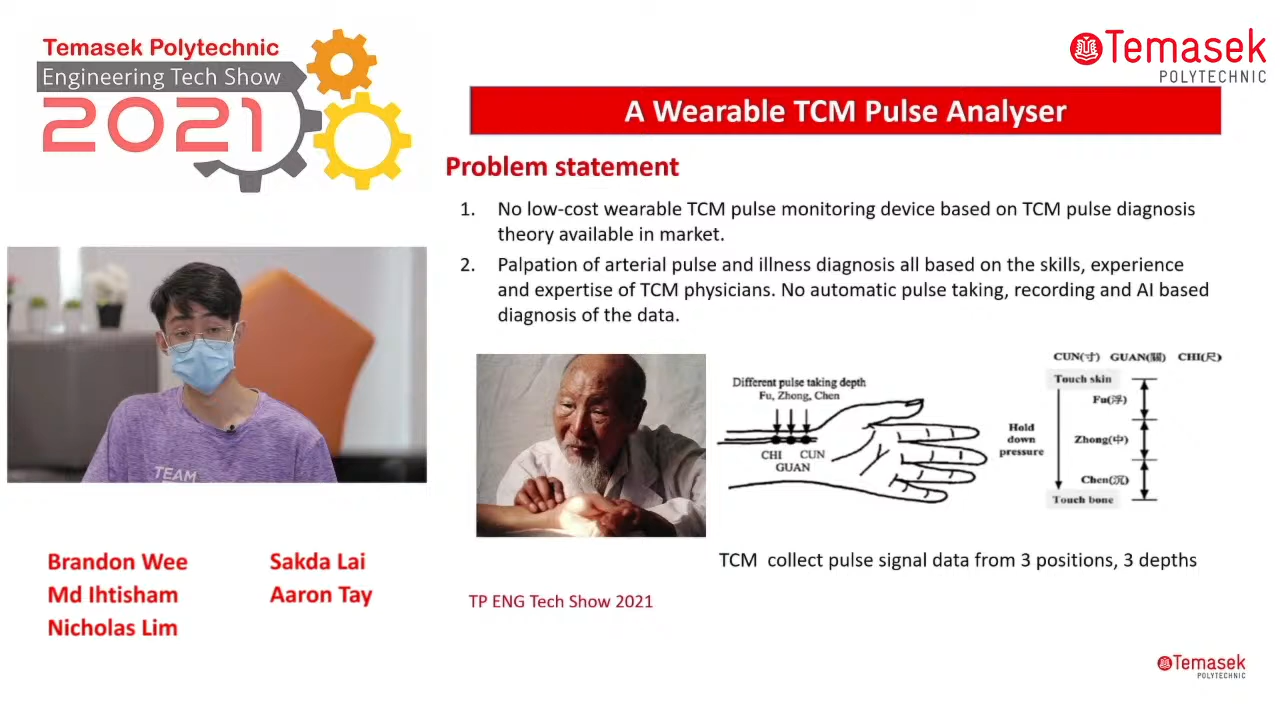 Temasek Polytechnic
Engineering Tech Show
2021
Temasek
POLYTECHNIC
A Wearable TCM Pulse Analyser
Problem statement
1. No low-cost wearable TCM pulse monitoring device based on TCM pulse diagnosis
theory available in market.
2. Palpation of arterial pulse and illness diagnosis all based on the skills, experience
and expertise of TCM physicians. No automatic pulse taking, recording and AI based
diagnosis of the data.
TEAM
Different pulse taking depth
Fu, Zhong, Chen
CHI CUN
GUAN
CUN(寸) GUAN(關) CHI(尺)
Touch skin
Fu(浮)
Hold
down
pressure
Zhong(中)
Chen(沉)
Touch bone
TCM collect pulse signal data from 3 positions, 3 depths
Brandon Wee
Sakda Lai
Md Ihtisham
Aaron Tay
Nicholas Lim
TP ENG Tech Show 2021
Temasek
POLYTECHNIC